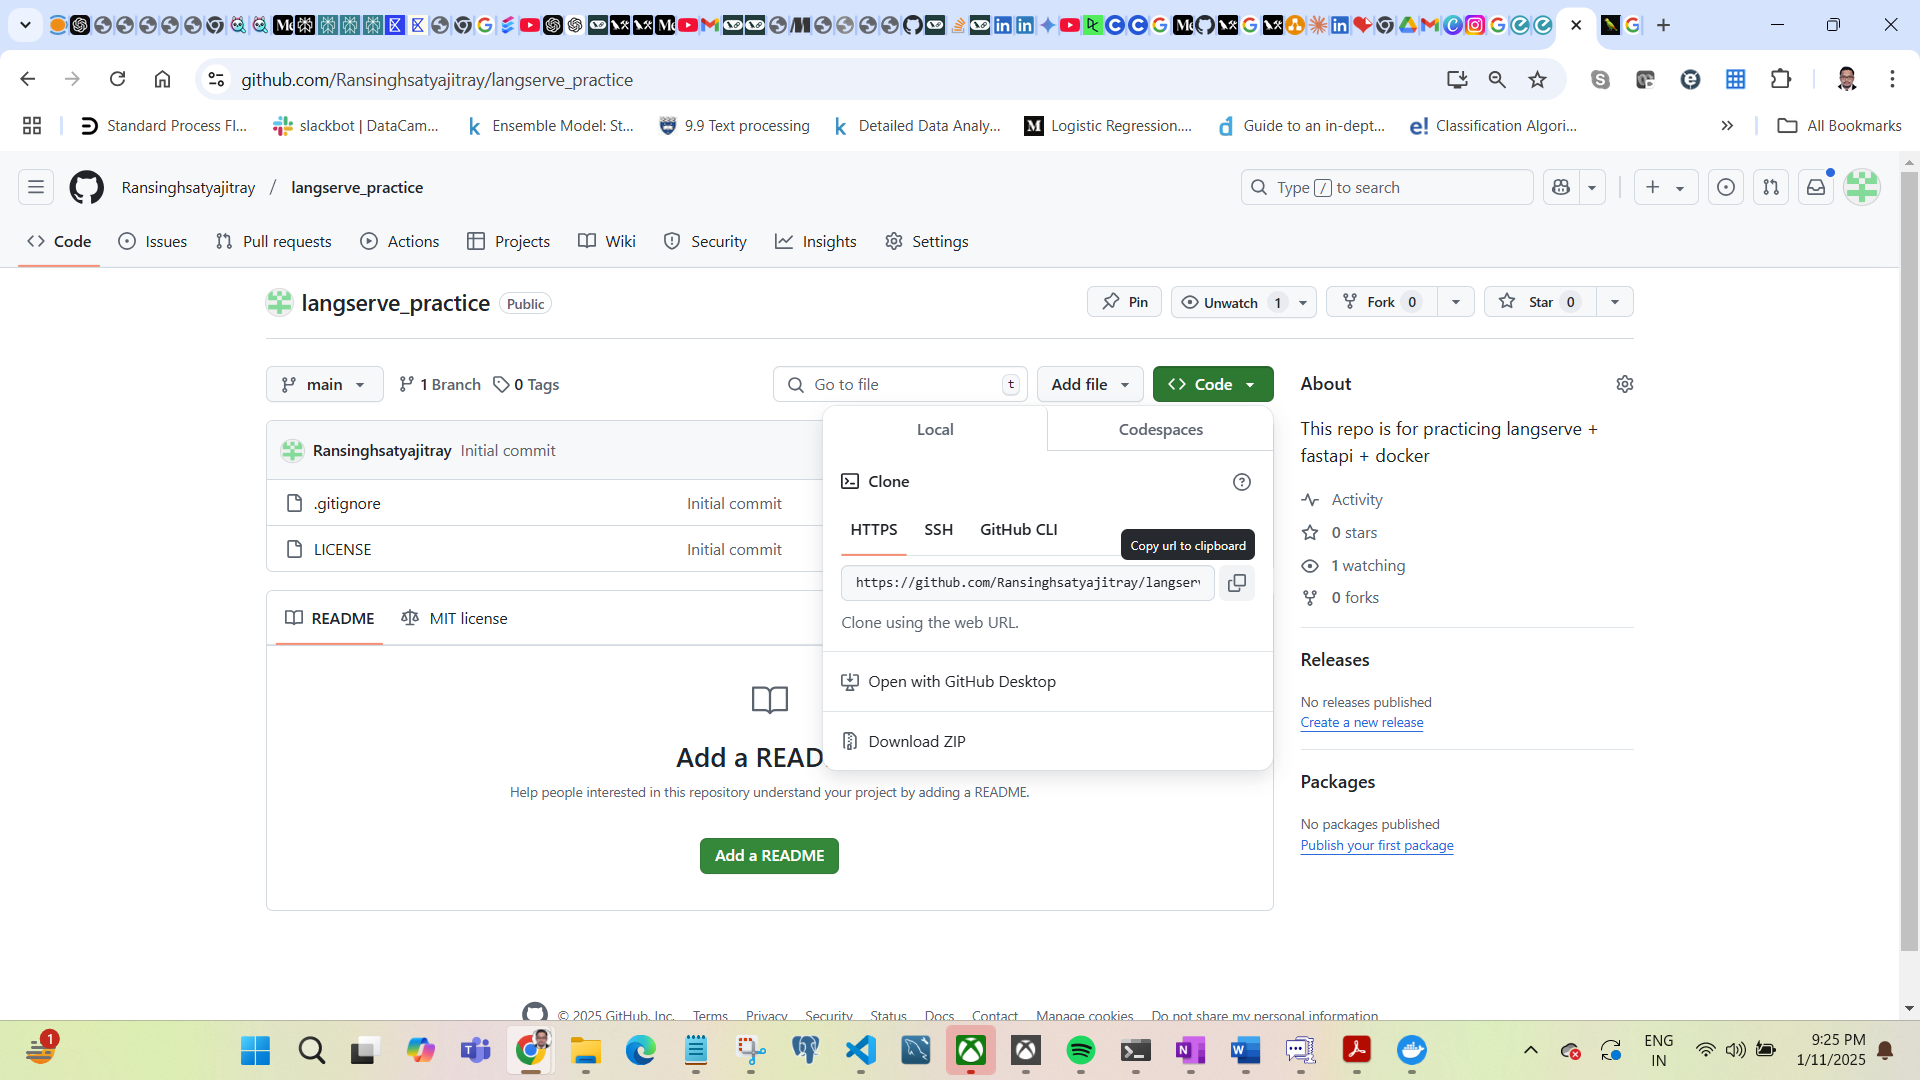 github.com/Ransinghsatyajitray/langserve_practice
Standard Process Fl...
slackbot | DataCam...
Ensemble Model: St...
9.9 Text processing
Detailed Data Analy...
Logistic Regression....
Guide to an in-dept...
Classification Algori...
All Bookmarks
Ransinghsatyajitray / langserve_practice
Type / to search
Code
Issues
Pull requests
Actions
Projects
Wiki
Security
Insights
Settings
langserve_practice Public
Pin
Unwatch 1
Fork 0
Star 0
main
1 Branch
0 Tags
Go to file t
Add file
Code
Local
Codespaces
Clone
HTTPS
SSH
GitHub CLI
Copy url to clipboard
https://github.com/Ransinghsatyajitray/langserv
Clone using the web URL.
Open with GitHub Desktop
Download ZIP
Ransinghsatyajitray Initial commit
.gitignore Initial commit
LICENSE Initial commit
README
MIT license
Add a READ
Help people interested in this repository understand your project by adding a README.
Add a README
About
This repo is for practicing langserve +
fastapi + docker
Activity
0 stars
1 watching
0 forks
Releases
No releases published
Create a new release
Packages
No packages published
Publish your first package
© 2025 GitHub, Inc. Terms Privacy Security Status Docs Contact Manage cookies Do not share my personal information
1
ENG
IN
9:25 PM
1/11/2025